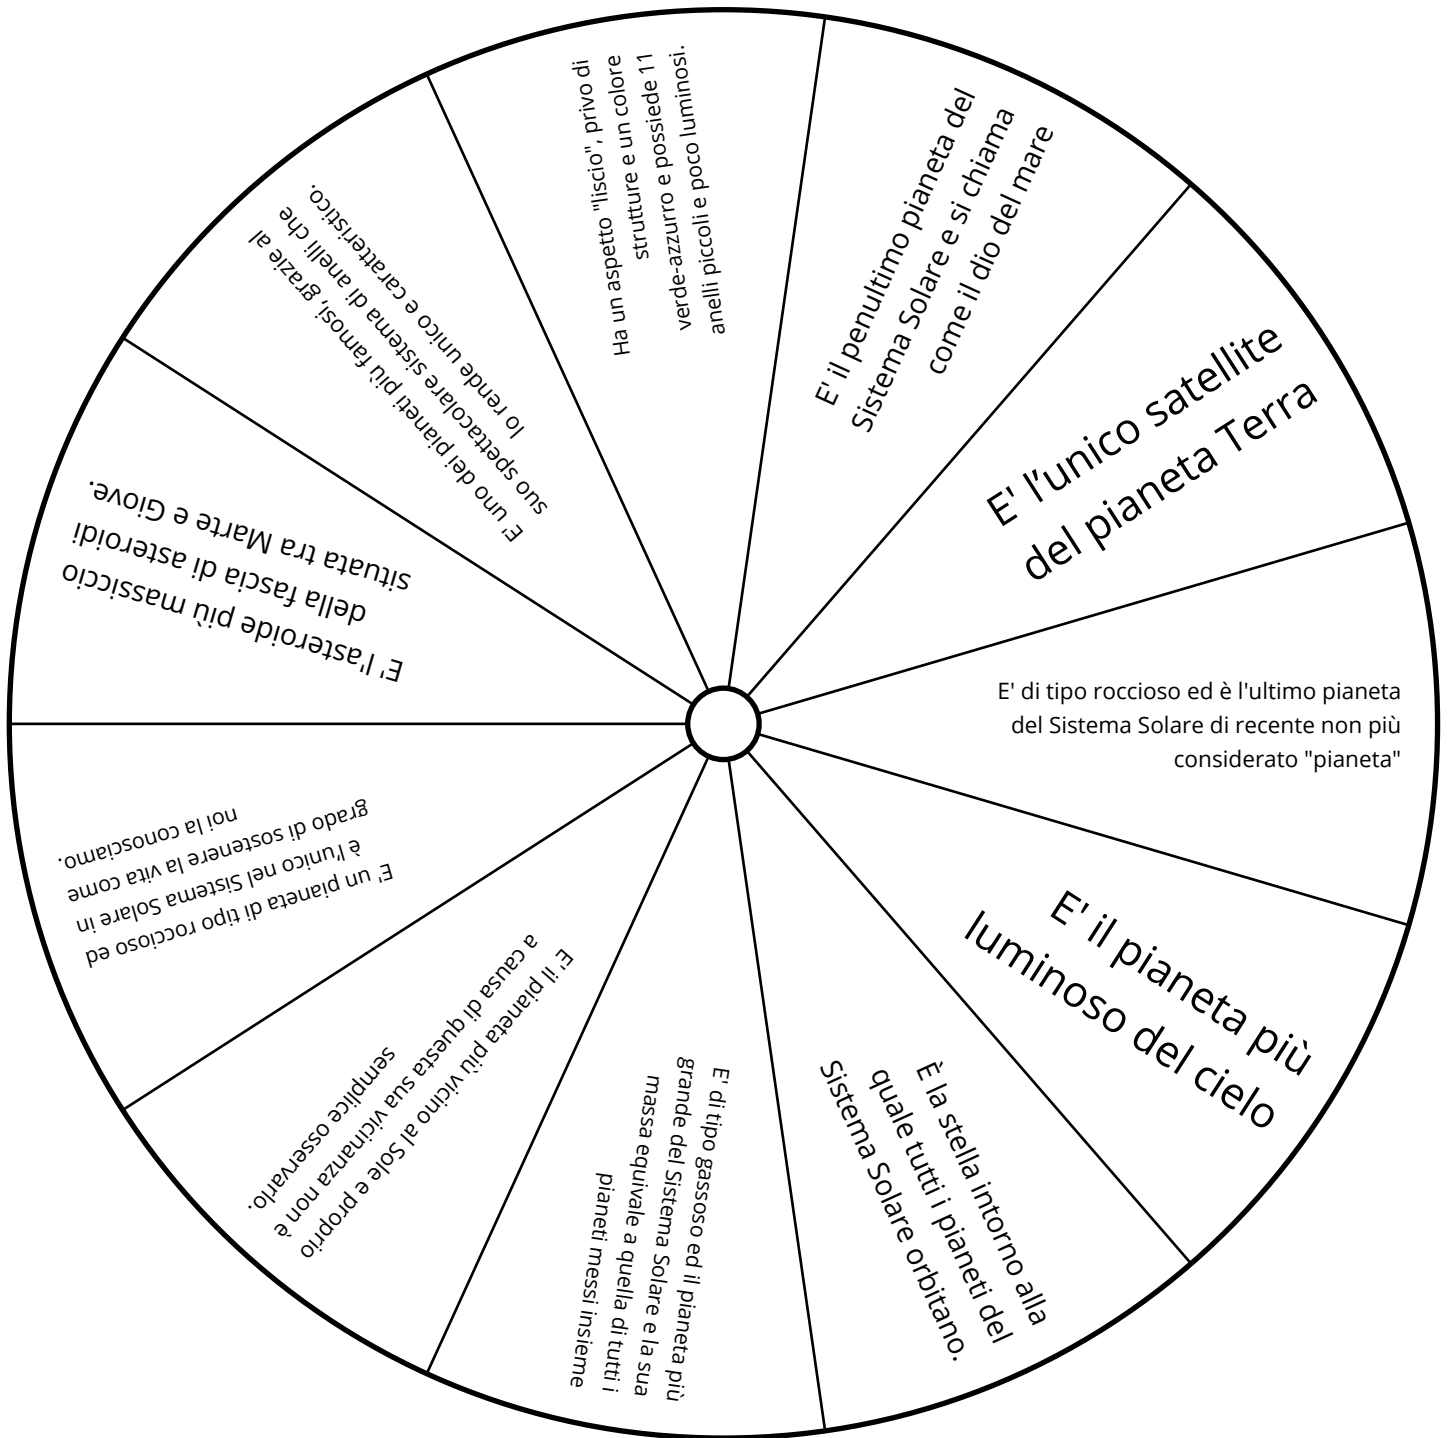 Ha un aspetto "liscio", privo di
strutture e un colore
verde-azzurro e possiede 11
anelli piccoli e poco luminosi.
E' il penultimo pianeta del
Sistema Solare e si chiama
come il dio del mare
E' l’unico satellite
del pianeta Terra
E' di tipo roccioso ed è l'ultimo pianeta
del Sistema Solare di recente non più
considerato "pianeta"
E' il pianeta più
luminoso del cielo
È la stella intorno alla
quale tutti i pianeti del
Sistema Solare orbitano.
E' di tipo gassoso ed il pianeta più
grande del Sistema Solare e la sua
massa equivale a quella di tutti i
pianeti messi insieme
E' il pianeta più vicino al Sole e proprio
a causa di questa sua vicinanza non è
semplice osservarlo.
E' un pianeta di tipo roccioso ed
è l'unico nel Sistema Solare in
grado di sostenere la vita come
noi la conosciamo.
E' l'asteroide più massiccio
della fascia di asteroidi
situata tra Marte e Giove.
E' uno dei pianeti più famosi, grazie al
suo spettacolare sistema di anelli che
lo rende unico e caratteristico.